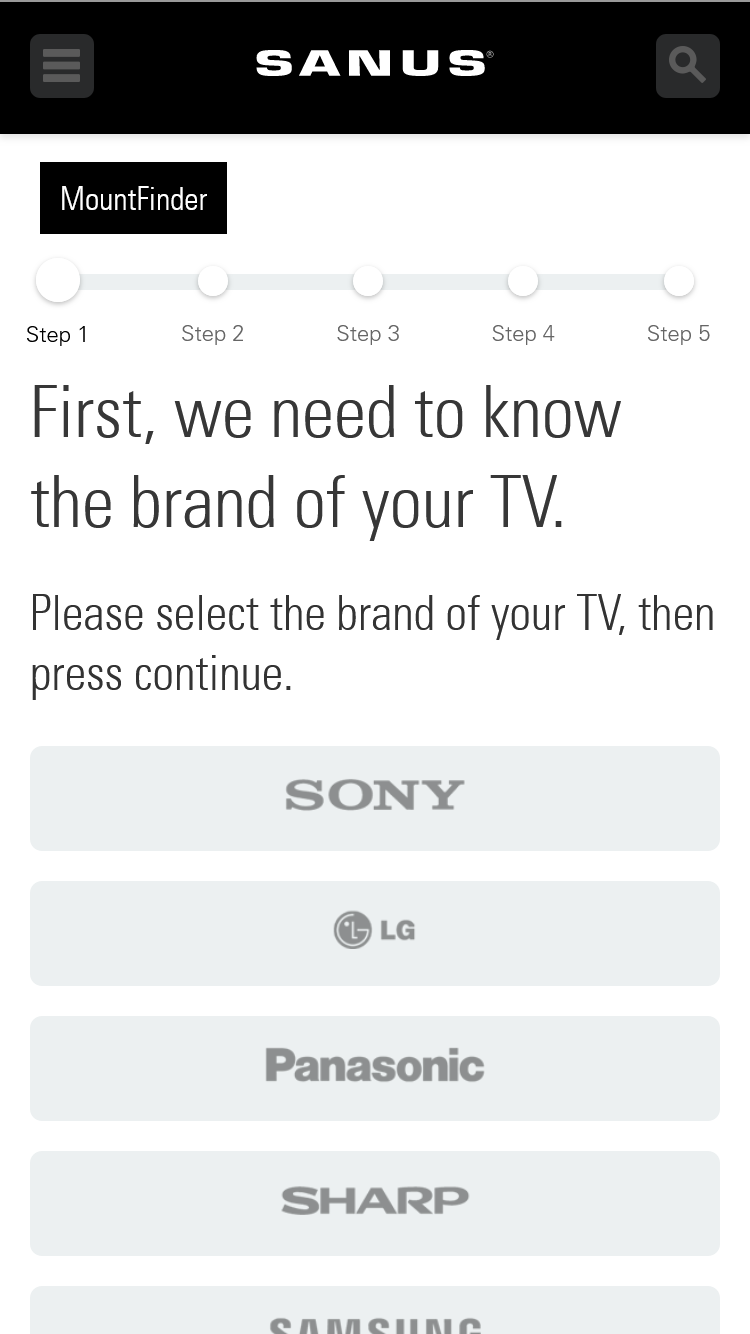 SANUS®
MountFinder
Step 1 Step 2 Step 3 Step 4 Step 5
First, we need to know
the brand of your TV.
Please select the brand of your TV, then
press continue.
SONY
LG
Panasonic
SHARP
SAMSUNG